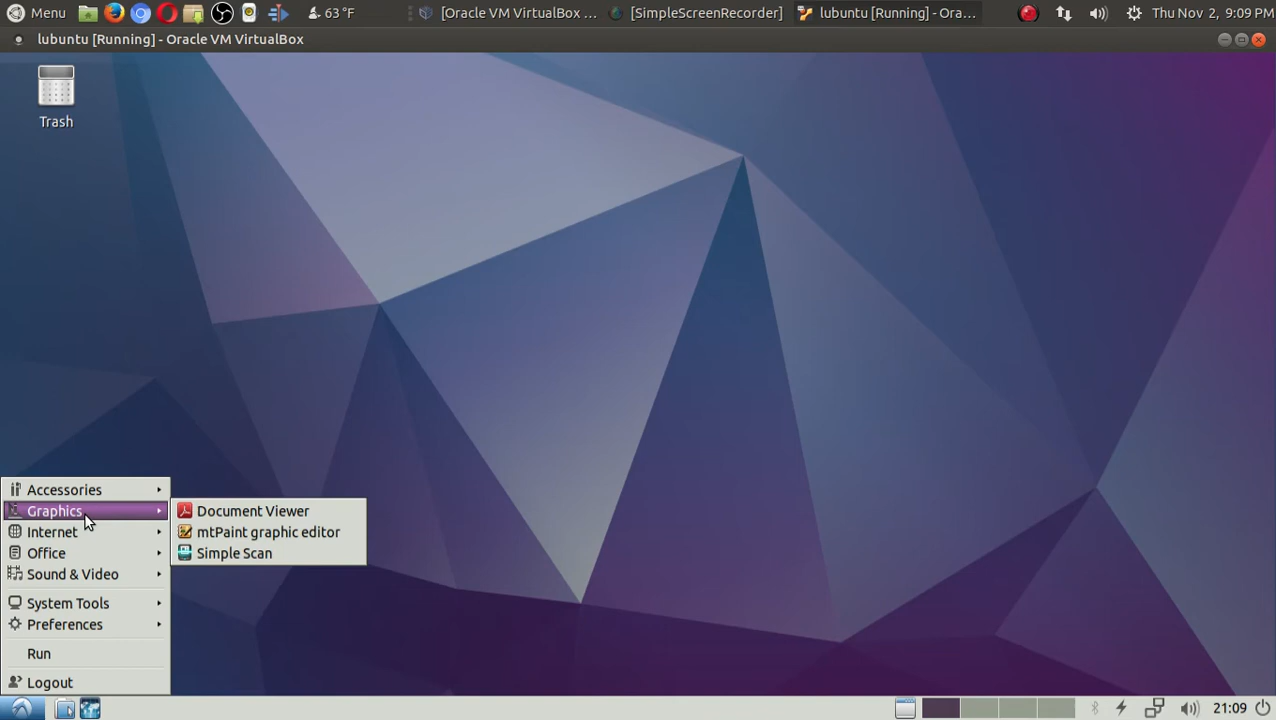 Menu 63 °F [Oracle VM VirtualBox ... [SimpleScreenRecorder] lubuntu [Running] - Ora... Thu Nov 2, 9:09 PM
lubuntu [Running] - Oracle VM VirtualBox
Trash
Accessories
Graphics
Internet
Office
Sound & Video
System Tools
Preferences
Run
Logout
Document Viewer
mtPaint graphic editor
Simple Scan
21:09